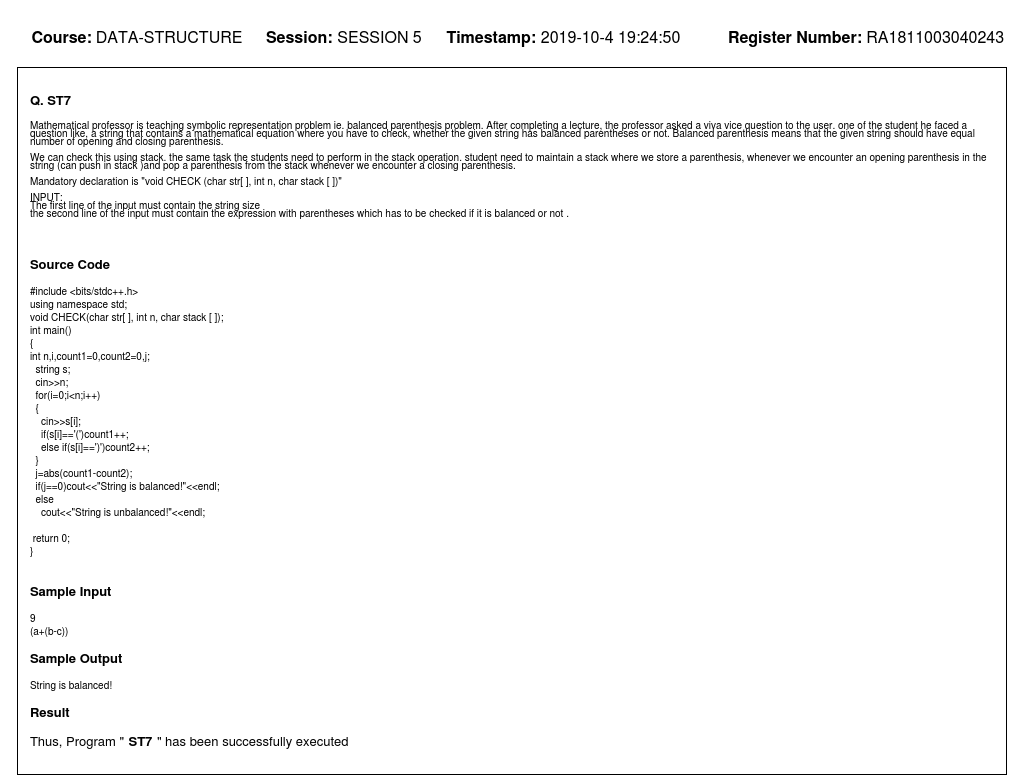 Course: DATA-STRUCTURE Session: SESSION 5 Timestamp: 2019-10-4 19:24:50 Register Number: RA1811003040243
Q. ST7
Mathematical professor is teaching symbolic representation problem ie. balanced parenthesis problem. After completing a lecture, the professor asked a viva vice question to the user. one of the student he faced a
question like, a string that contains a mathematical equation where you have to check, whether the given string has balanced parentheses or not. Balanced parenthesis means that the given string should have equal
number of opening and closing parenthesis.
We can check this using stack. the same task the students need to perform in the stack operation. student need to maintain a stack where we store a parenthesis, whenever we encounter an opening parenthesis in the
string (can push in stack )and pop a parenthesis from the stack whenever we encounter a closing parenthesis.
Mandatory declaration is "void CHECK (char str[ ], int n, char stack [ ])"
INPUT:
The first line of the input must contain the string size .
the second line of the input must contain the expression with parentheses which has to be checked if it is balanced or not .
Source Code
#include <bits/stdc++.h>
using namespace std;
void CHECK(char str[ ], int n, char stack [ ]);
int main()
{
int n,i,count1=0,count2=0,j;
string s;
cin>>n;
for(i=0;i<n;i++)
{
cin>>s[i];
if(s[i]=='(')count1++;
else if(s[i]==')')count2++;
}
j=abs(count1-count2);
if(j==0)cout<<"String is balanced!"<<endl;
else
cout<<"String is unbalanced!"<<endl;
return 0;
}
Sample Input
9
(a+(b-c))
Sample Output
String is balanced!
Result
Thus, Program " ST7 " has been successfully executed